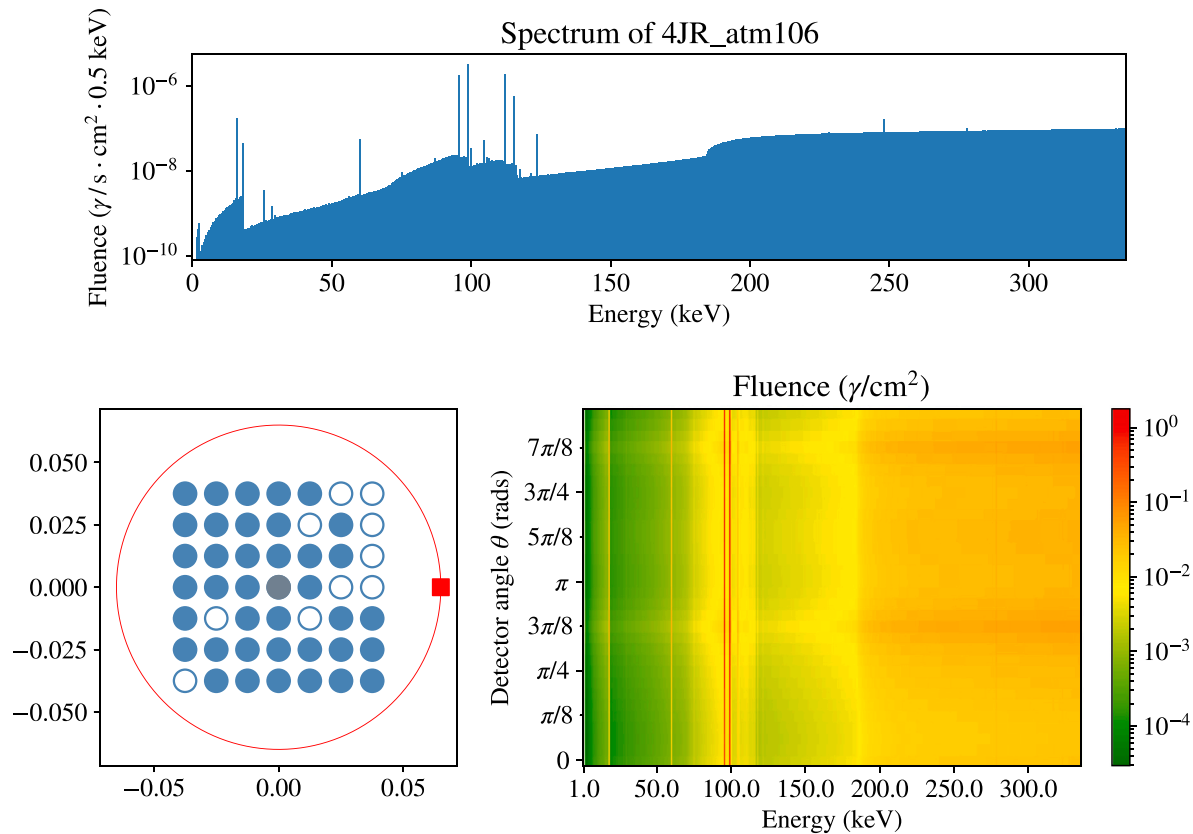 Spectrum of 4JR_atm106
Fluence (γ / s · cm² · 0.5 keV)
10⁻⁶
10⁻⁸
10⁻¹⁰
0 50 100 150 200 250 300
Energy (keV)
0.050
0.025
0.000
−0.025
−0.050
−0.05 0.00 0.05
Fluence (γ/cm²)
Detector angle θ (rads)
7π/8
3π/4
5π/8
π
3π/8
π/4
π/8
0
1.0 50.0 100.0 150.0 200.0 250.0 300.0
Energy (keV)
10⁰
10⁻¹
10⁻²
10⁻³
10⁻⁴